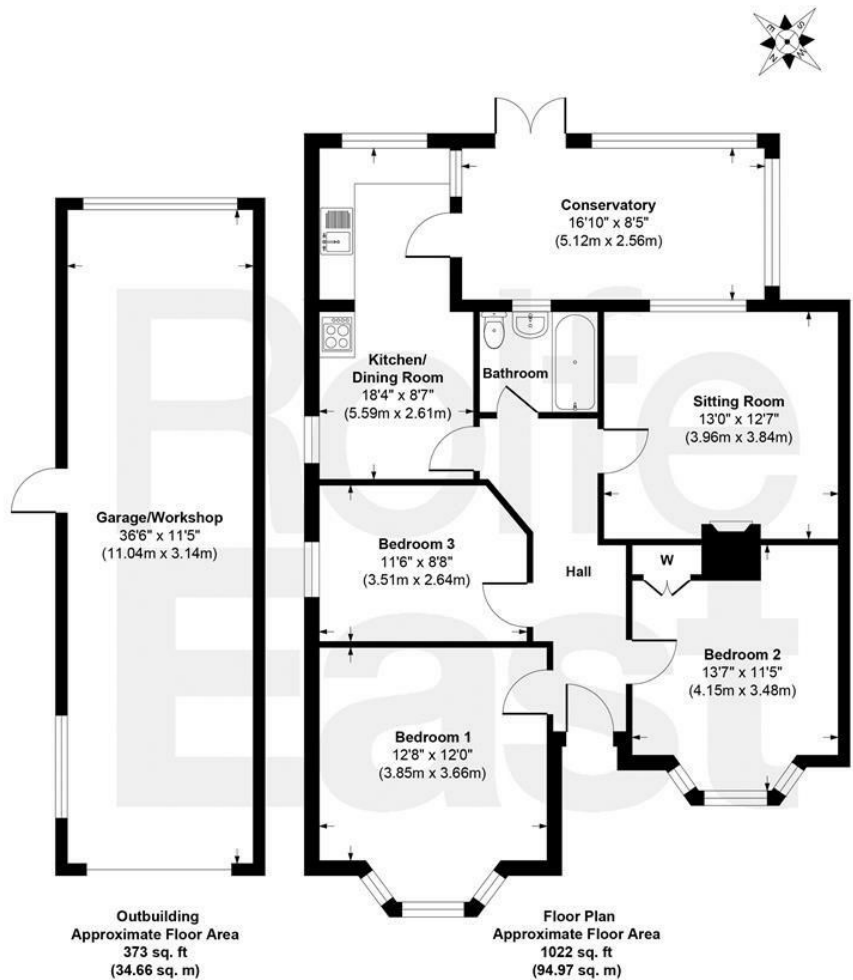 S
E
W
N
Conservatory
16'10" x 8'5"
(5.12m x 2.56m)
Kitchen/
Dining Room
18'4" x 8'7"
(5.59m x 2.61m)
Bathroom
Sitting Room
13'0" x 12'7"
(3.96m x 3.84m)
Garage/Workshop
36'6" x 11'5"
(11.04m x 3.14m)
Bedroom 3
11'6" x 8'8"
(3.51m x 2.64m)
Hall
W
Bedroom 2
13'7" x 11'5"
(4.15m x 3.48m)
Bedroom 1
12'8" x 12'0"
(3.85m x 3.66m)
Rolfe
East
Outbuilding
Approximate Floor Area
373 sq. ft
(34.66 sq. m)
Floor Plan
Approximate Floor Area
1022 sq. ft
(94.97 sq. m)